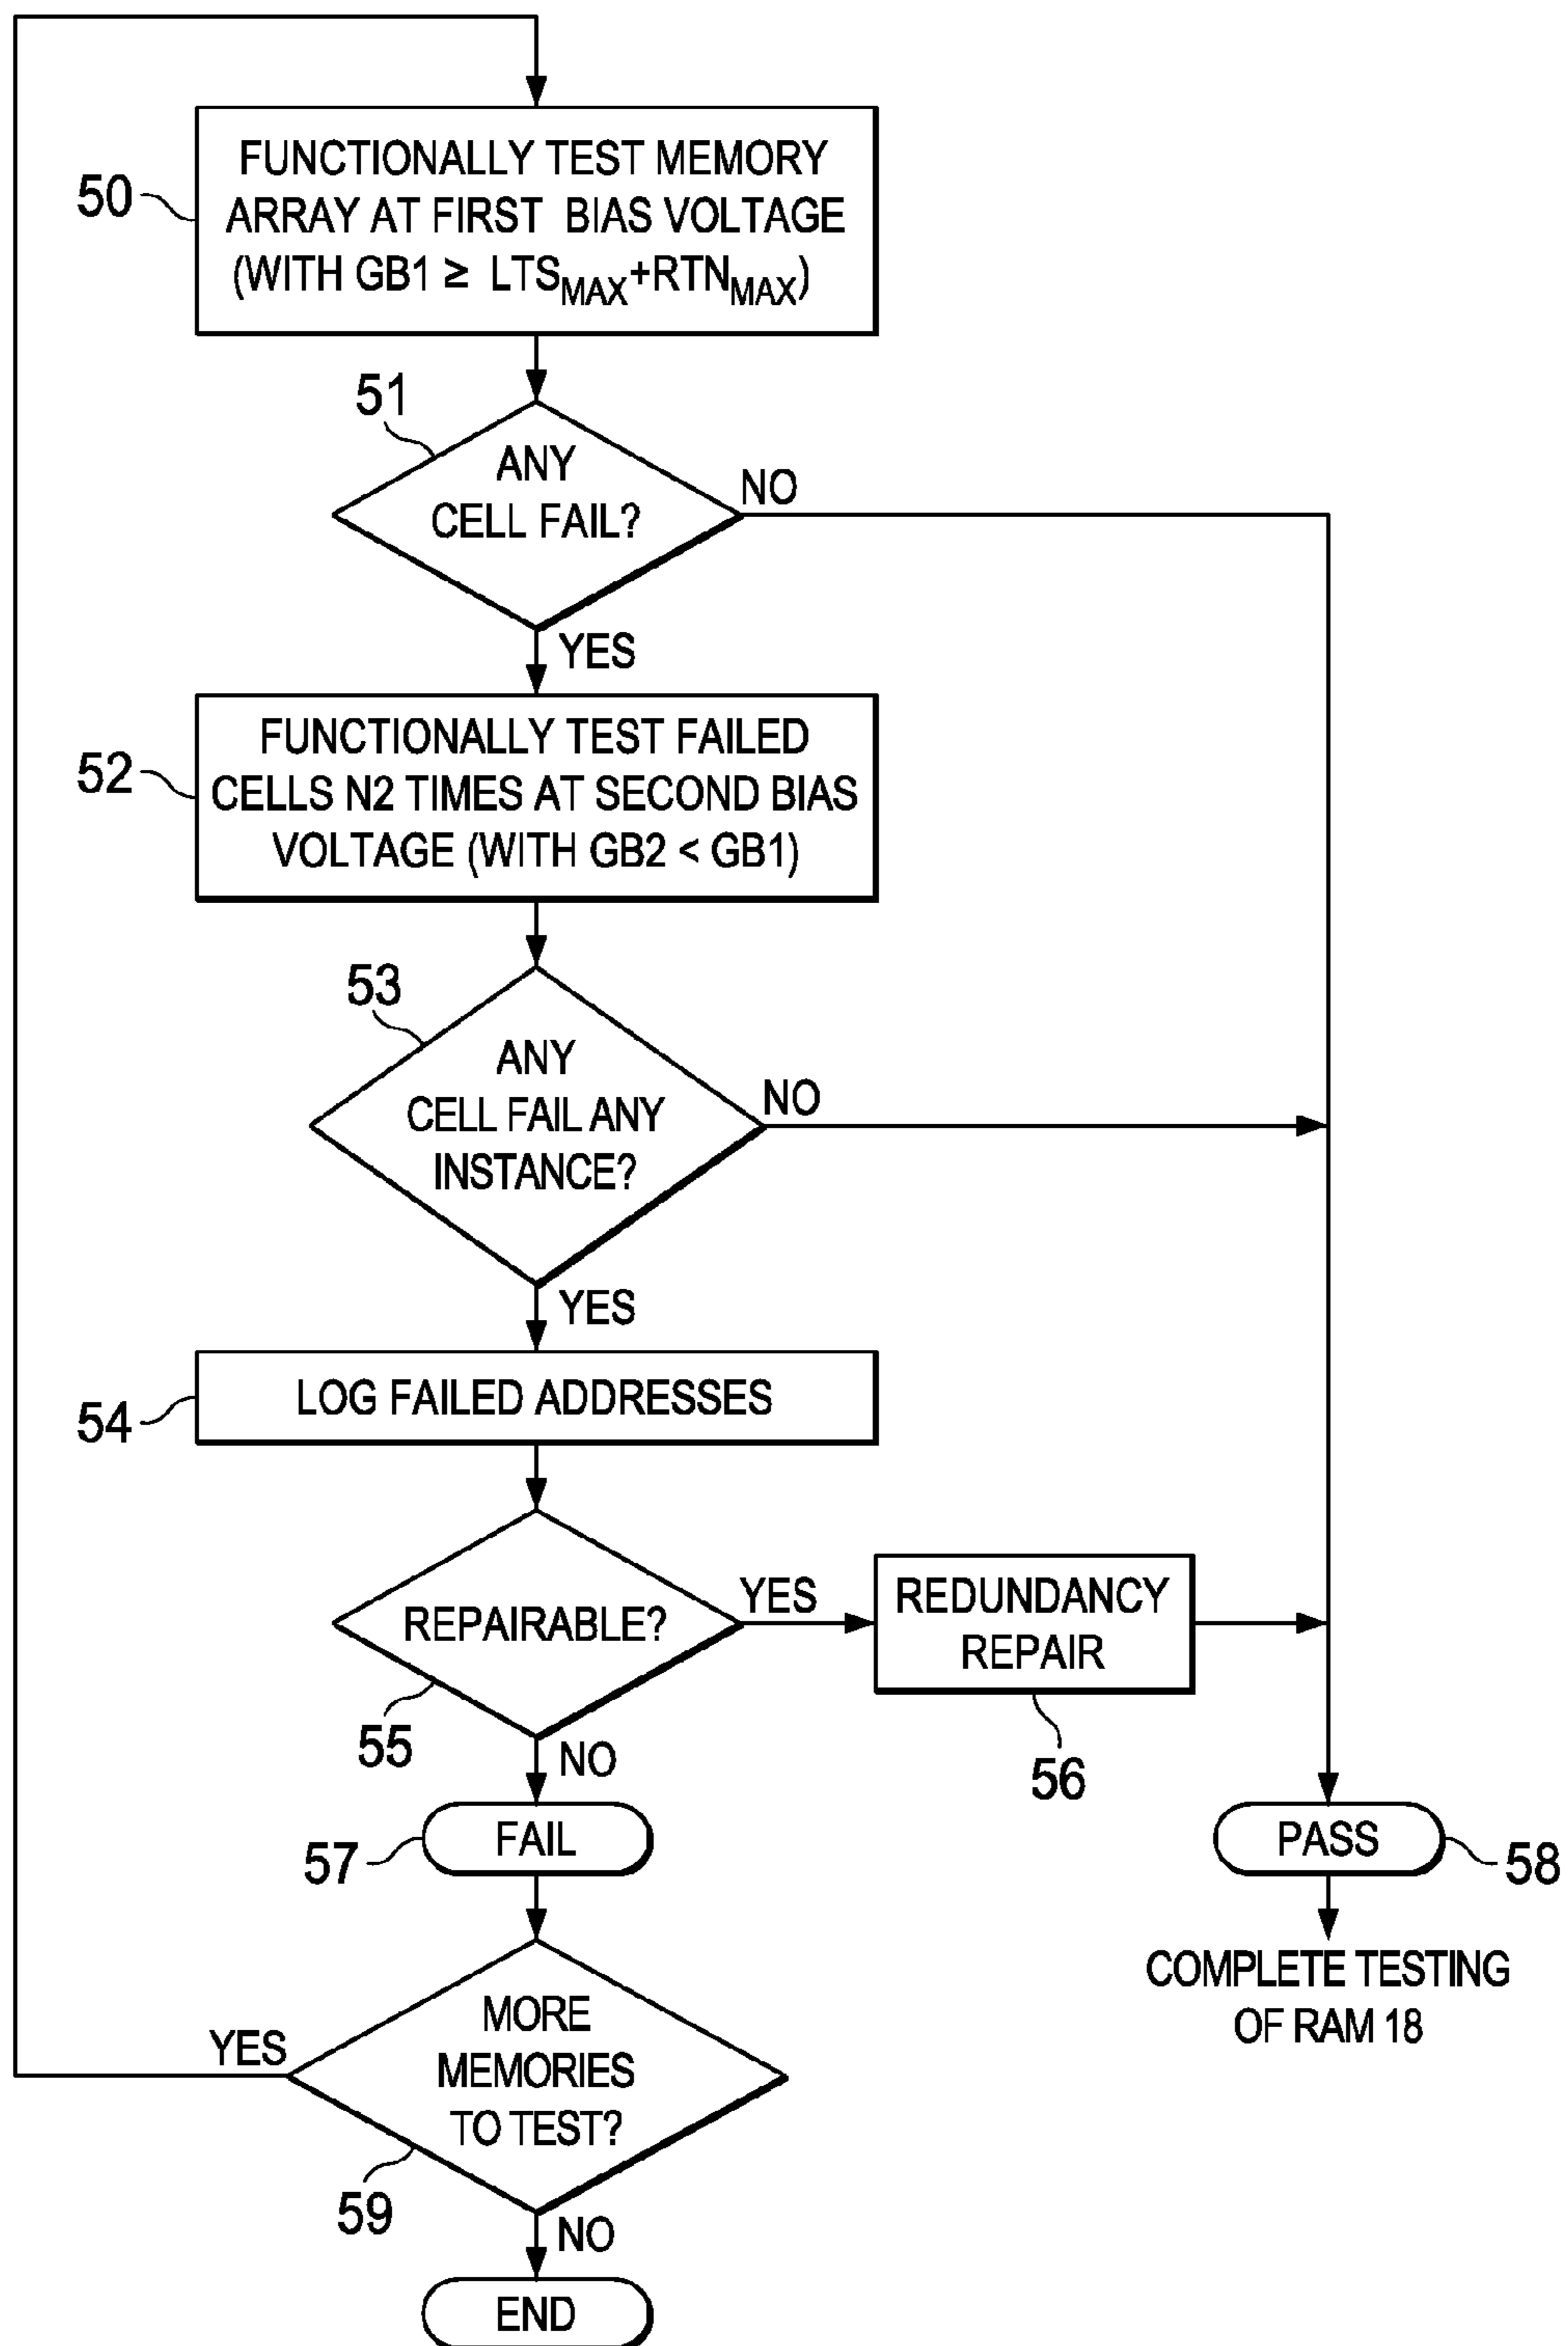 50
FUNCTIONALLY TEST MEMORY
ARRAY AT FIRST BIAS VOLTAGE
(WITH GB1 ≥ LTSMAX+RTNMAX)
51
ANY
CELL FAIL?
NO
YES
52
FUNCTIONALLY TEST FAILED
CELLS N2 TIMES AT SECOND BIAS
VOLTAGE (WITH GB2 < GB1)
53
ANY
CELL FAIL ANY
INSTANCE?
NO
YES
54
LOG FAILED ADDRESSES
REPAIRABLE?
YES
REDUNDANCY
REPAIR
55
NO
56
FAIL
57
PASS
58
COMPLETE TESTING
OF RAM 18
MORE
MEMORIES
TO TEST?
YES
59
NO
END